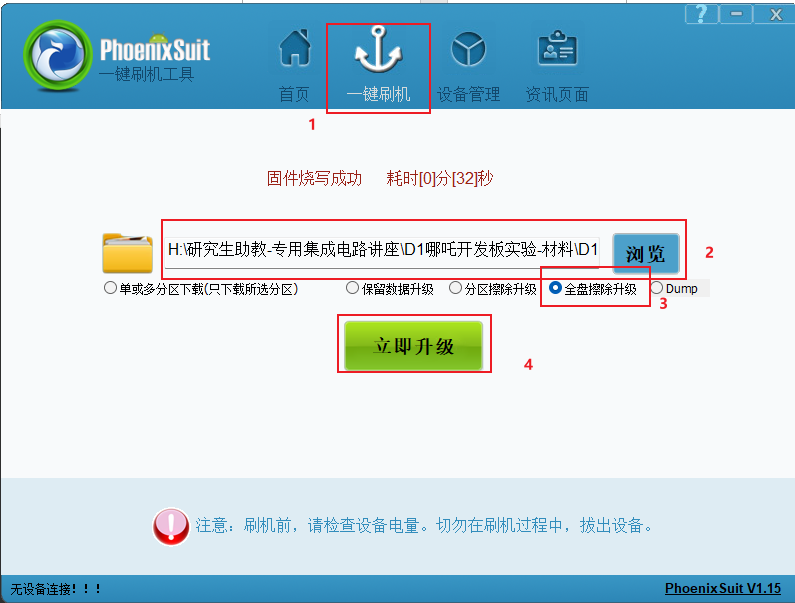 PhoenixSuit
一键刷机工具
首页
一键刷机
设备管理
资讯页面
?
1
固件烧写成功 耗时[0]分[32]秒
H:\研究生助教-专用集成电路讲座\D1哪吒开发板实验-材料\D1
浏览
2
单或多分区下载(只下载所选分区)
保留数据升级
分区擦除升级
全盘擦除升级
Dump
3
立即升级
4
注意：刷机前，请检查设备电量。切勿在刷机过程中，拔出设备。
无设备连接！！！
PhoenixSuit V1.15